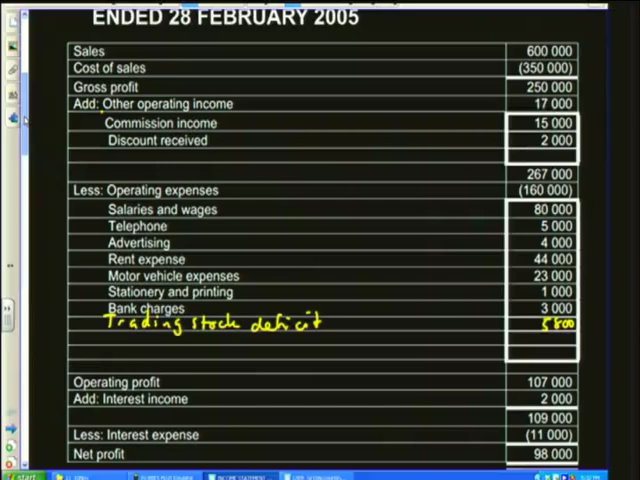 ENDED 28 FEBRUARY 2005
Sales 600 000
Cost of sales (350 000)
Gross profit 250 000
Add: Other operating income 17 000
Commission income 15 000
Discount received 2 000
267 000
Less: Operating expenses (160 000)
Salaries and wages 80 000
Telephone 5 000
Advertising 4 000
Rent expense 44 000
Motor vehicle expenses 23 000
Stationery and printing 1 000
Bank charges 3 000
Trading stock deficit 5800
Operating profit 107 000
Add: Interest income 2 000
109 000
Less: Interest expense (11 000)
Net profit 98 000
start